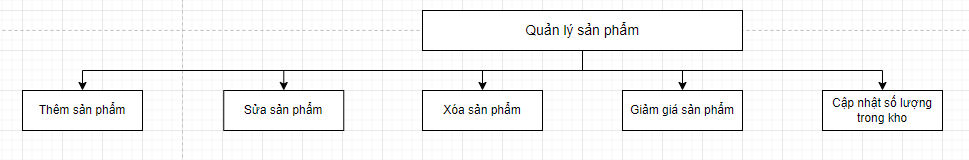 Quản lý sản phẩm
Thêm sản phẩm
Sửa sản phẩm
Xóa sản phẩm
Giảm giá sản phẩm
Cập nhật số lượng
trong kho